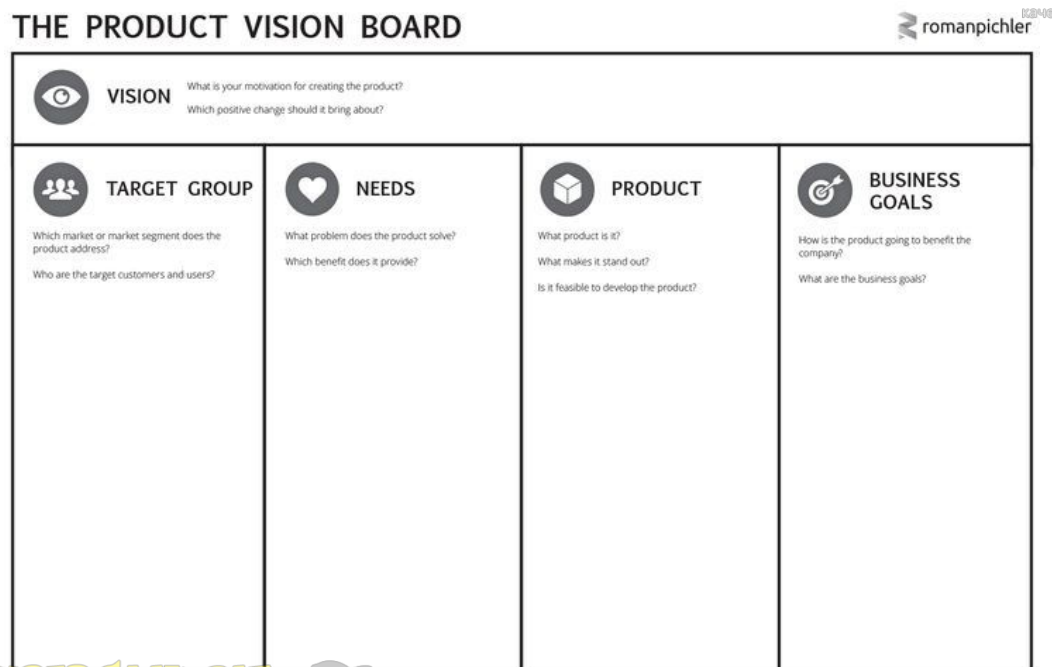 THE PRODUCT VISION BOARD
romanpichler
VISION
What is your motivation for creating the product?
Which positive change should it bring about?
TARGET GROUP
Which market or market segment does the
product address?
Who are the target customers and users?
NEEDS
What problem does the product solve?
Which benefit does it provide?
PRODUCT
What product is it?
What makes it stand out?
Is it feasible to develop the product?
BUSINESS
GOALS
How is the product going to benefit the
company?
What are the business goals?